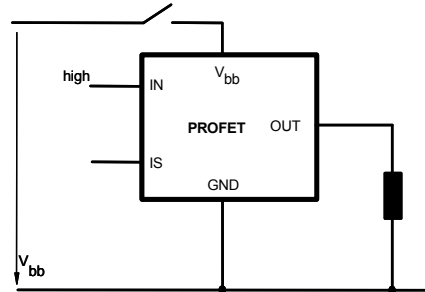 V bb
high
IN
PROFET
OUT
IS
GND
V bb